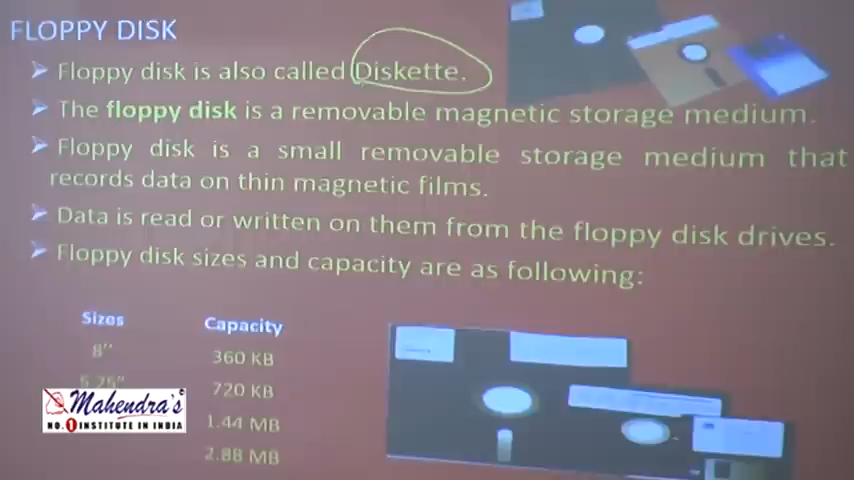 FLOPPY DISK
Floppy disk is also called Diskette.
The floppy disk is a removable magnetic storage medium.
Floppy disk is a small removable storage medium that
records data on thin magnetic films.
Data is read or written on them from the floppy disk drives.
Floppy disk sizes and capacity are as following:
Sizes Capacity
8” 360 KB
5.25" 720 KB
1.44 MB
2.88 MB
Mahendra's
NO. 1 INSTITUTE IN INDIA